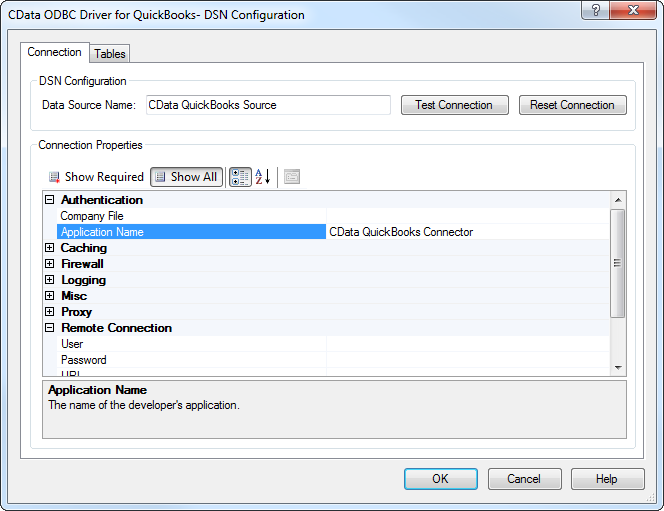 CData ODBC Driver for QuickBooks- DSN Configuration
?
Connection Tables
DSN Configuration
Data Source Name: CData QuickBooks Source Test Connection Reset Connection
Connection Properties
Show Required Show All A Z
Authentication
Company File
Application Name CData QuickBooks Connector
Caching
Firewall
Logging
Misc
Proxy
Remote Connection
User
Password
URL
Application Name
The name of the developer's application.
OK Cancel Help